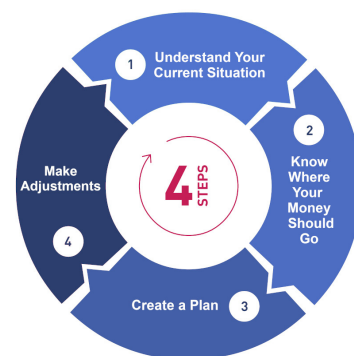 1
Understand Your
Current Situation
2
Know
Where
Your
Money
Should
Go
Create a Plan
3
Make
Adjustments
4
4
STEPS